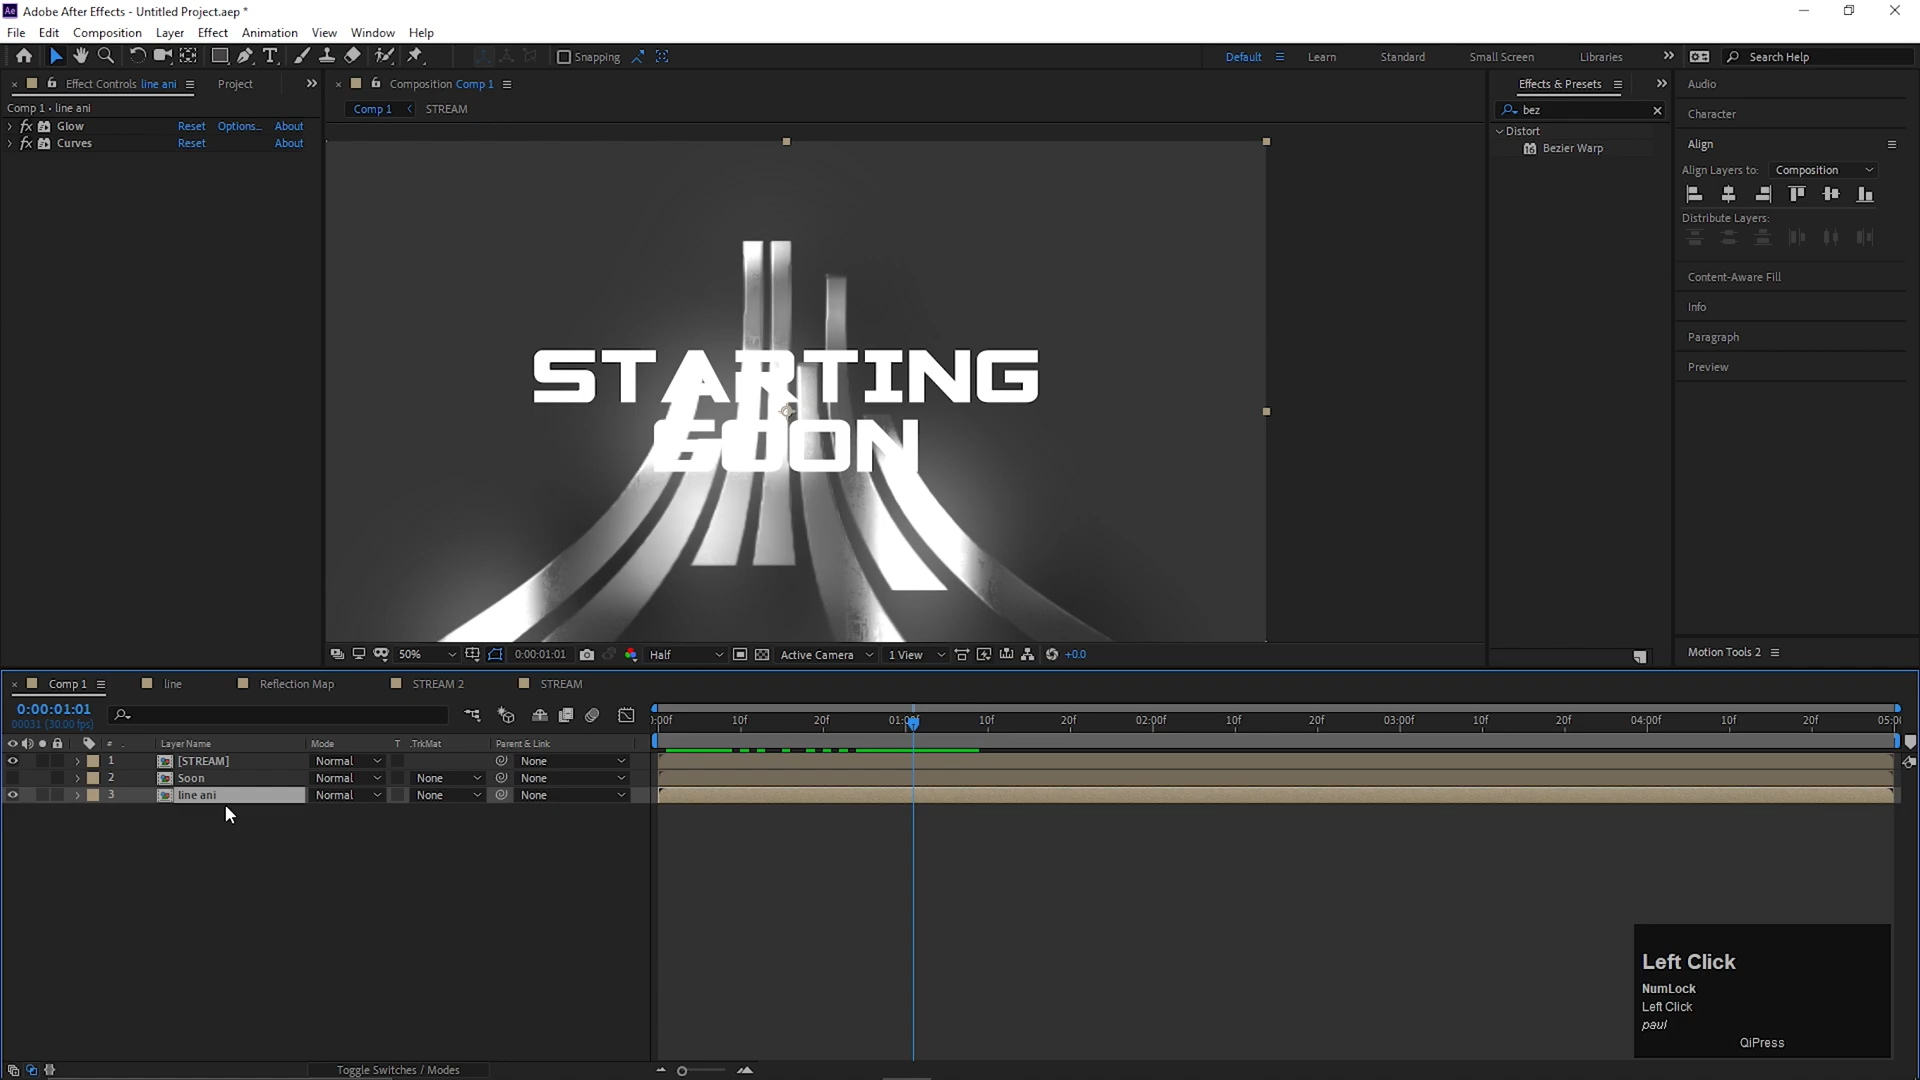 Adobe After Effects - Untitled Project.aep *
File Edit Composition Layer Effect Animation View Window Help
Snapping
Default Learn Standard Small Screen Libraries Search Help
Effect Controls line ani Project
Composition Comp 1
Effects & Presets
Audio
Comp 1 • line ani
Comp 1 STREAM
bez
fx Glow Reset Options... About
fx Curves Reset About
Distort
Bezier Warp
Character
Align
Align Layers to: Composition
Distribute Layers:
Content-Aware Fill
Info
Paragraph
Preview
STARTING
SOON
50% 0:00:01:01 Half Active Camera 1 View +0.0
Motion Tools 2
Comp 1 line Reflection Map STREAM 2 STREAM
0:00:01:01
00031 (30.00 fps)
10f 20f 10f 20f 02:00f 10f 20f 03:00f 10f 20f 04:00f 10f 20f
# Layer Name Mode T .TrkMat Parent & Link
1 [STREAM] Normal None
2 Soon Normal None None
3 line ani Normal None None
Toggle Switches / Modes
Left Click
NumLock
Left Click
paul
QiPress